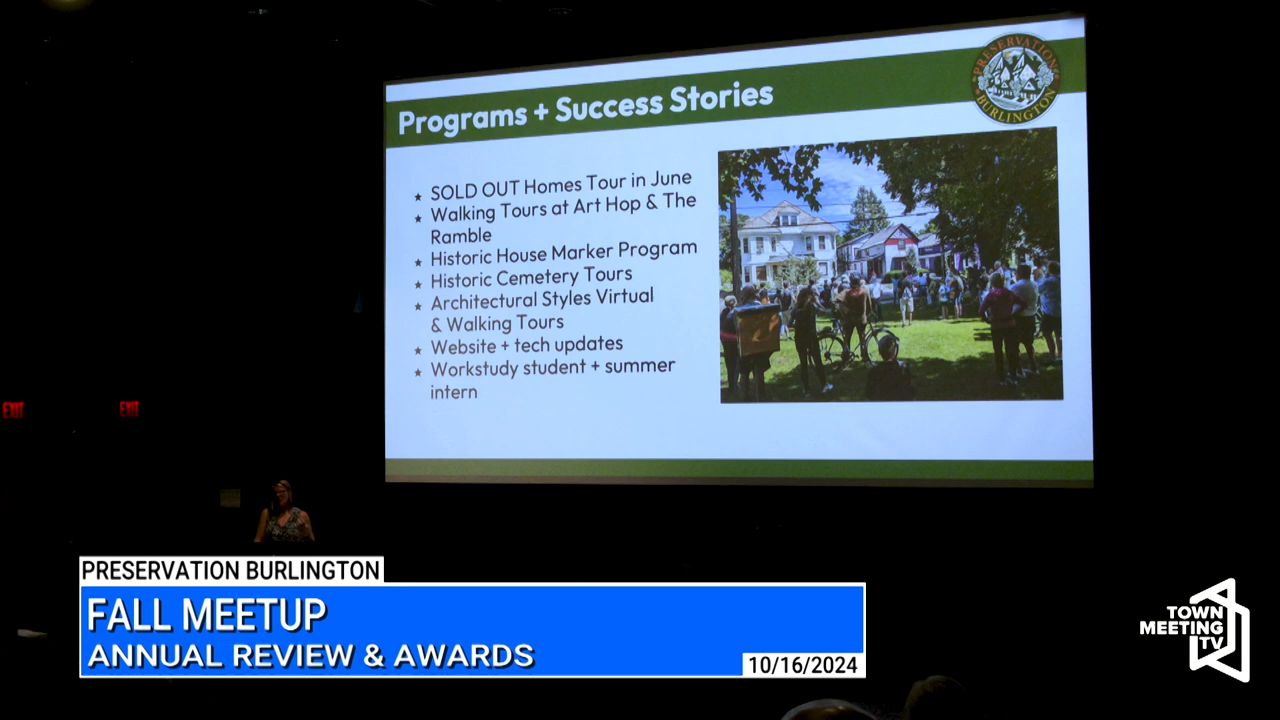 Programs + Success Stories
PRESERVATION
BURLINGTON
SOLD OUT Homes Tour in June
Walking Tours at Art Hop & The
Ramble
Historic House Marker Program
Historic Cemetery Tours
Architectural Styles Virtual
& Walking Tours
Website + tech updates
Workstudy student + summer
intern
EXIT
EXIT
PRESERVATION BURLINGTON
FALL MEETUP
ANNUAL REVIEW & AWARDS
10/16/2024
TOWN
MEETING
TV